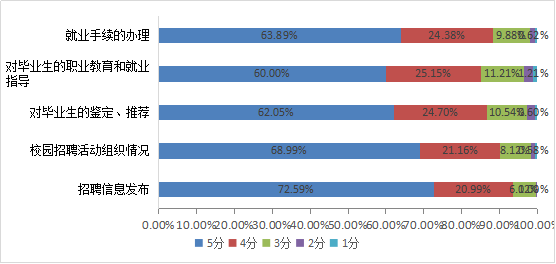 就业手续的办理
63.89%
24.38%
9.88%
对毕业生的职业教育和就业
指导
60.00%
25.15%
11.21%
对毕业生的鉴定、推荐
62.05%
24.70%
10.54%
校园招聘活动组织情况
68.99%
21.16%
招聘信息发布
72.59%
20.99%
0.00% 10.00% 20.00% 30.00% 40.00% 50.00% 60.00% 70.00% 80.00% 90.00% 100.00%
5分 4分 3分 2分 1分